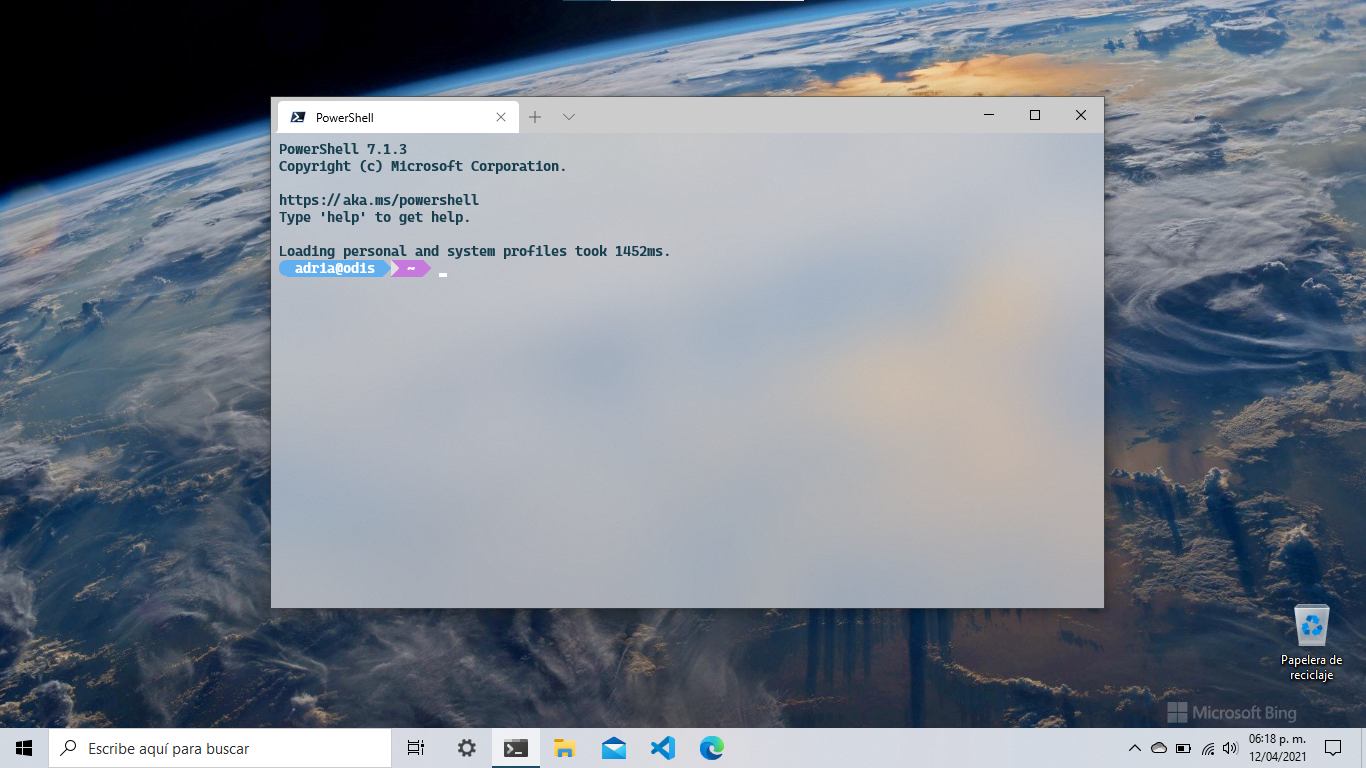 PowerShell
PowerShell 7.1.3
Copyright (c) Microsoft Corporation.
https://aka.ms/powershell
Type 'help' to get help.
Loading personal and system profiles took 1452ms.
adria@odis ~
Papelera de
reciclaje
Microsoft Bing
Escribe aquí para buscar
06:18 p. m.
12/04/2021